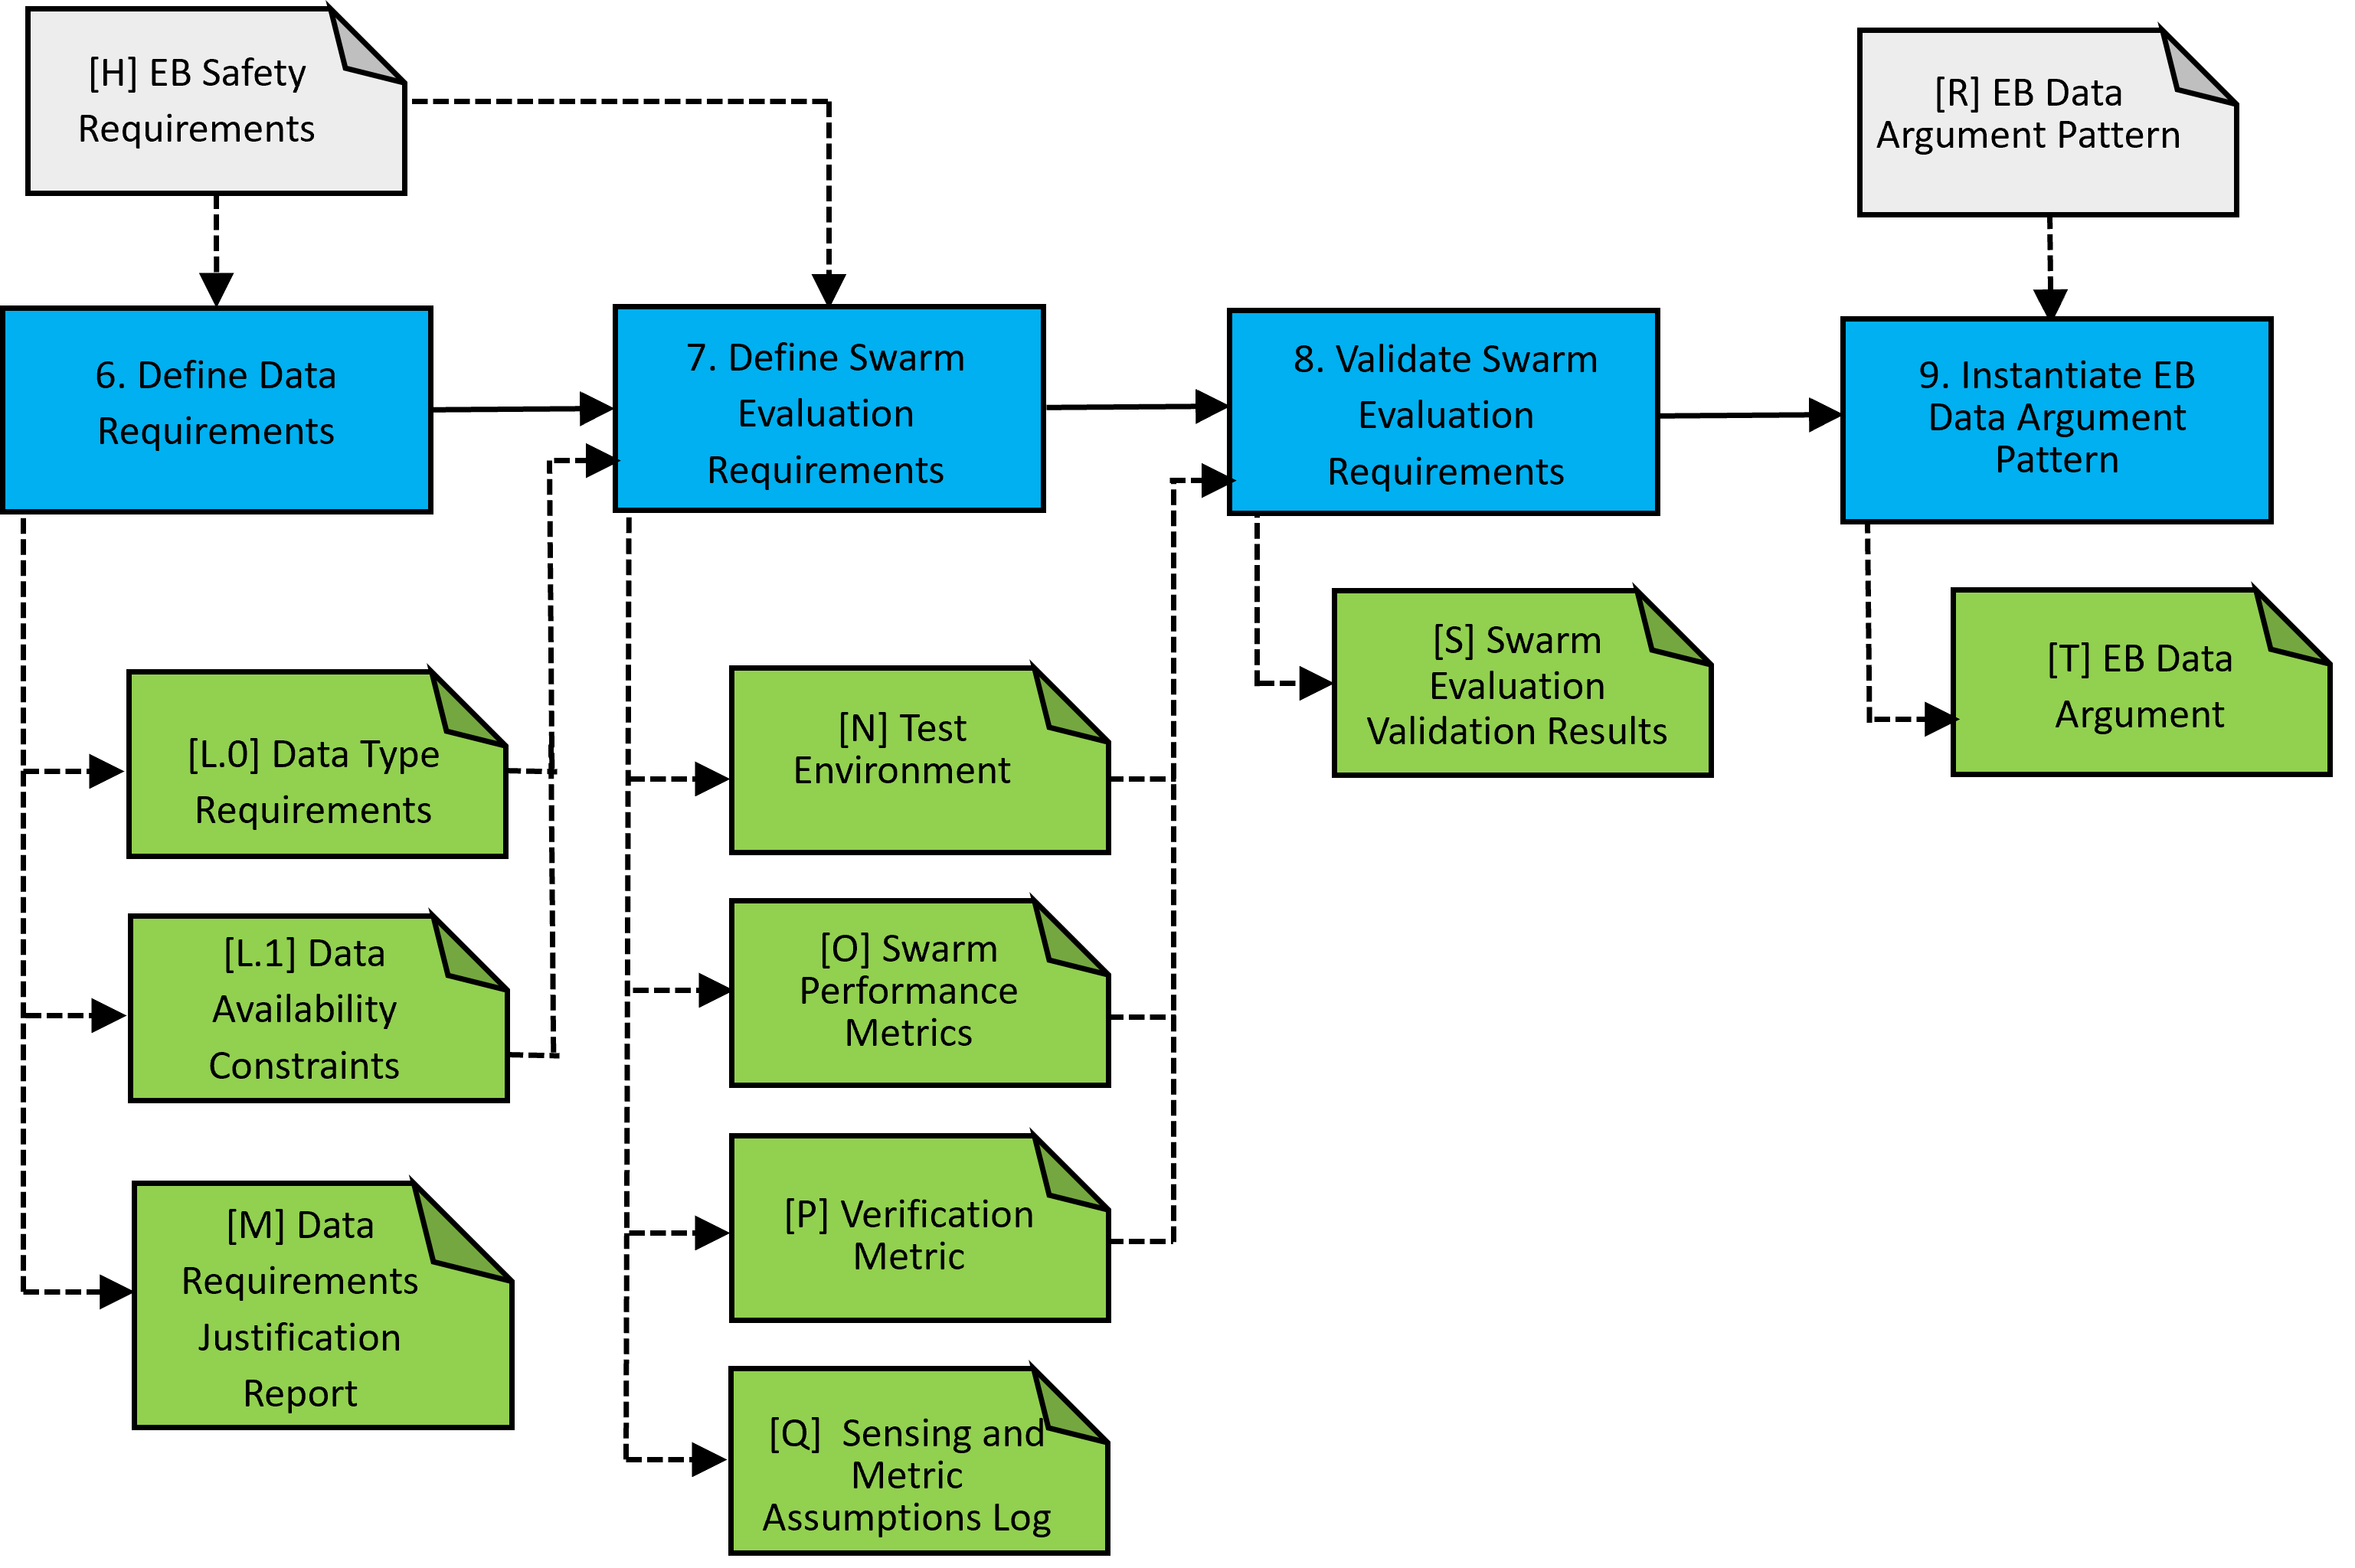 [H] EB Safety
Requirements
[R] EB Data
Argument Pattern
6. Define Data
Requirements
7. Define Swarm
Evaluation
Requirements
8. Validate Swarm
Evaluation
Requirements
9. Instantiate EB
Data Argument
Pattern
[L.0] Data Type
Requirements
[L.1] Data
Availability
Constraints
[M] Data
Requirements
Justification
Report
[N] Test
Environment
[O] Swarm
Performance
Metrics
[P] Verification
Metric
[Q]  Sensing and
Metric
Assumptions Log
[S] Swarm
Evaluation
Validation Results
[T] EB Data
Argument